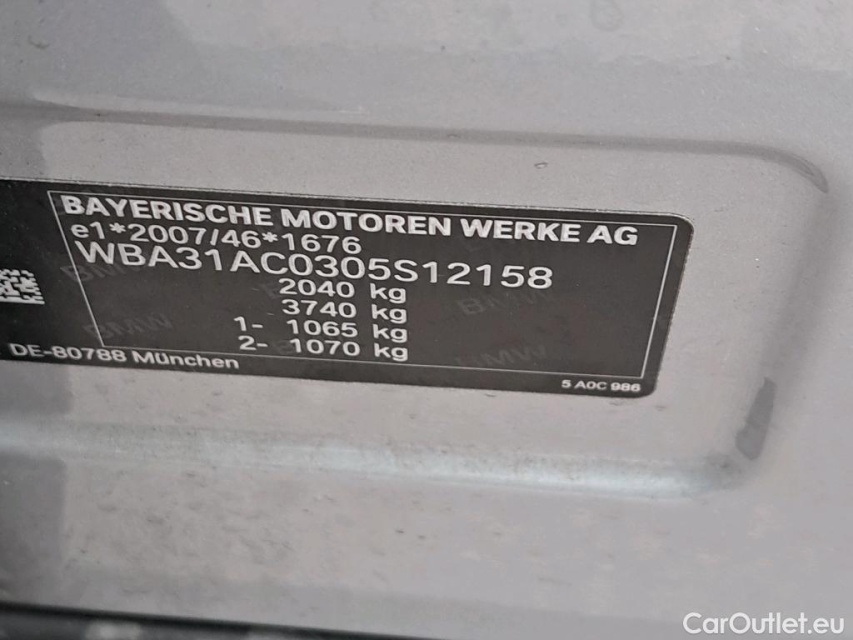 BAYERISCHE MOTOREN WERKE AG
e1*2007/46*1676
WBA31AC0305S12158
2040 kg
3740 kg
1- 1065 kg
2- 1070 kg
DE-80788 München
5 A0C 986
CarOutlet.eu